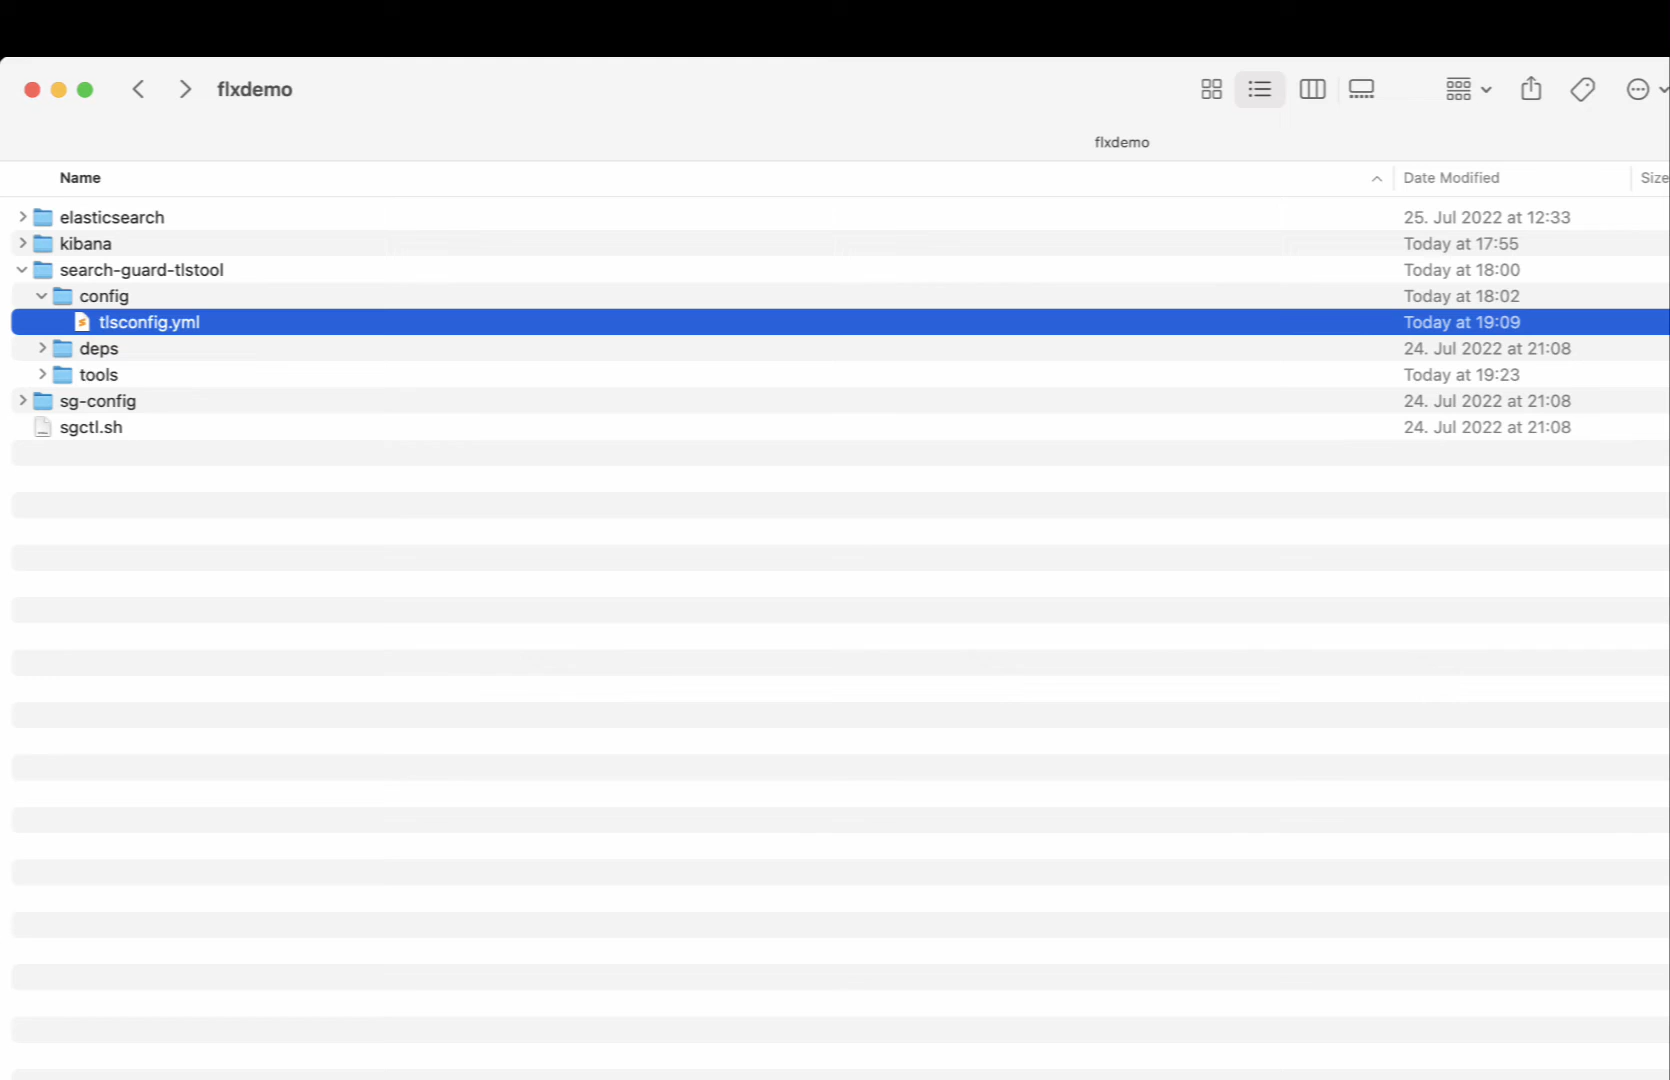 flxdemo
flxdemo
Name Date Modified Size
elasticsearch 25. Jul 2022 at 12:33
kibana Today at 17:55
search-guard-tlstool Today at 18:00
config Today at 18:02
tlsconfig.yml Today at 19:09
deps 24. Jul 2022 at 21:08
tools Today at 19:23
sg-config 24. Jul 2022 at 21:08
sgctl.sh 24. Jul 2022 at 21:08